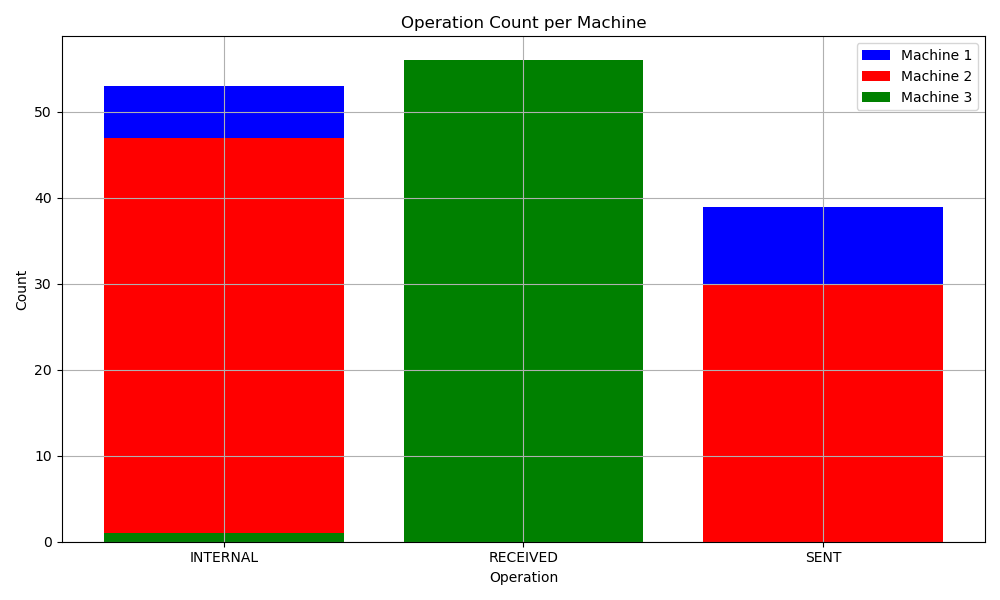 Operation Count per Machine
Machine 1
Machine 2
Machine 3
50
40
30
20
10
0
Count
INTERNAL RECEIVED SENT
Operation